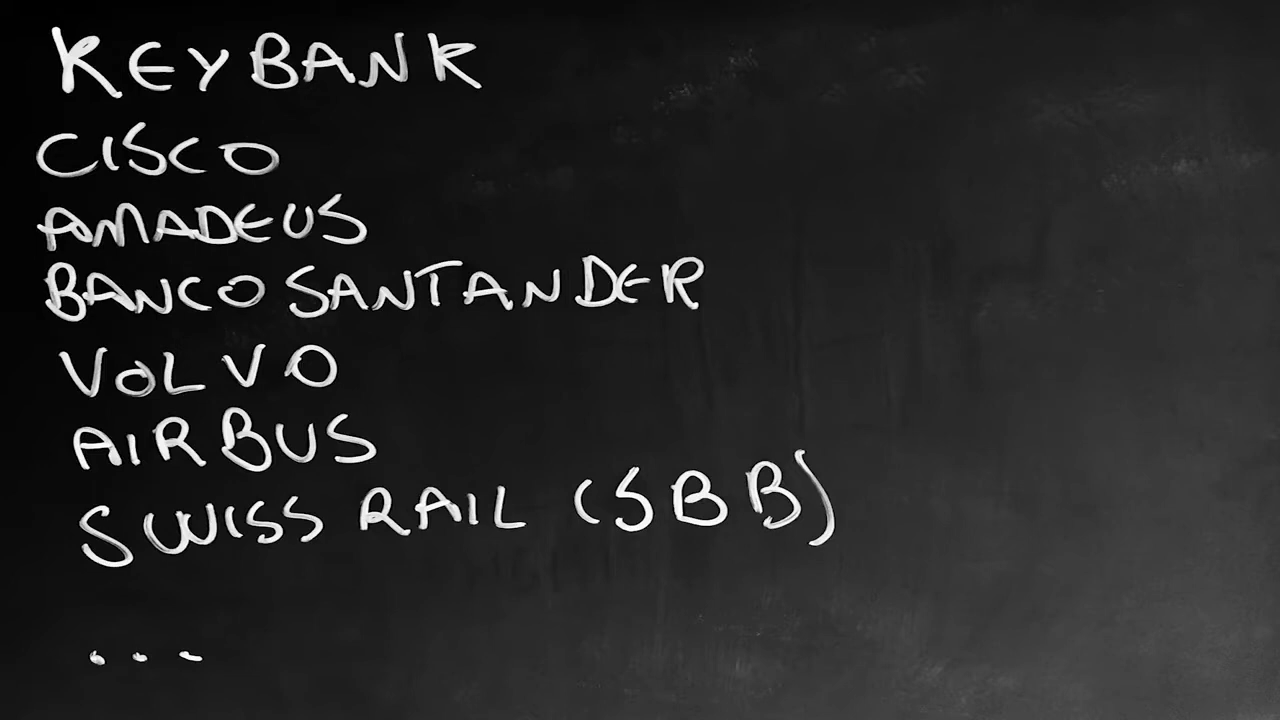 KEYBANK
CISCO
AMADEUS
BANCO SANTANDER
VOLVO
AIRBUS
SWISS RAIL (SBB)
...